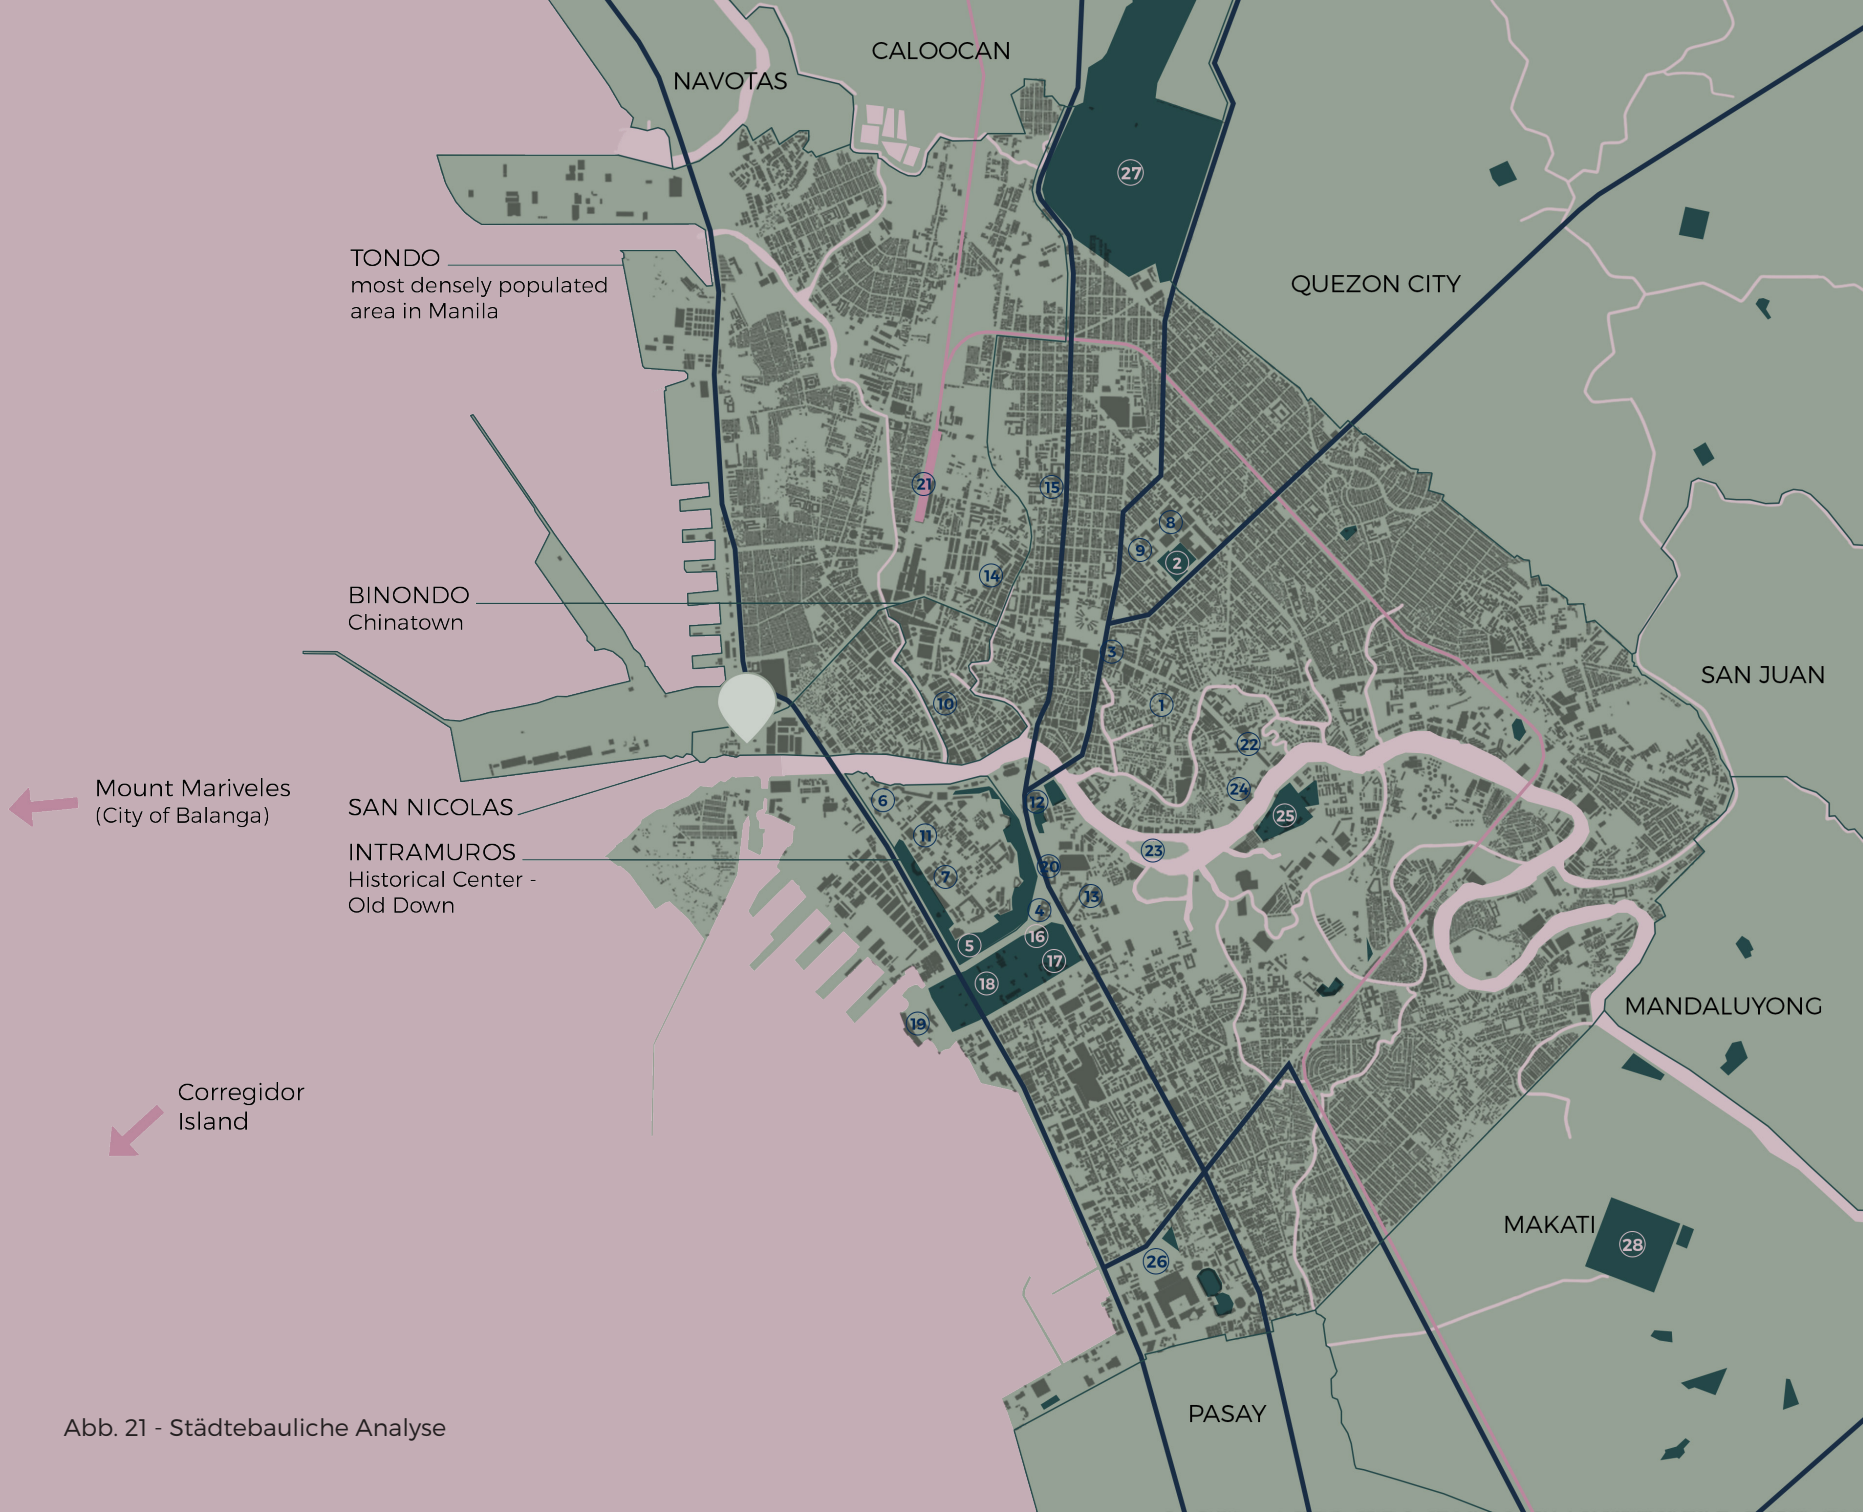 CALOOCAN
NAVOTAS
27
TONDO
most densely populated
area in Manila
QUEZON CITY
21
15
8
9
2
14
BINONDO
Chinatown
3
SAN JUAN
10
1
22
Mount Mariveles
(City of Balanga)
SAN NICOLAS
6
12
24
25
INTRAMUROS
Historical Center -
Old Down
11
23
7
20
13
4
16
5
17
18
19
MANDALUYONG
Corregidor
Island
MAKATI
28
26
PASAY
Abb. 21 - Städtebauliche Analyse